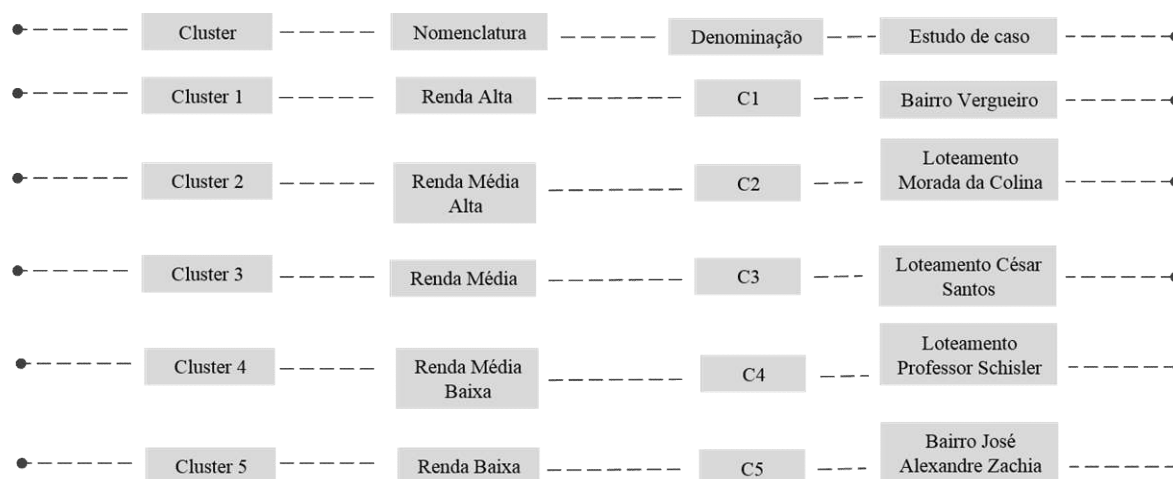 Cluster
Nomenclatura
Denominação
Estudo de caso
Cluster 1
Renda Alta
C1
Bairro Vergueiro
Cluster 2
Renda Média
Alta
C2
Loteamento
Morada da Colina
Cluster 3
Renda Média
C3
Loteamento César
Santos
Cluster 4
Renda Média
Baixa
C4
Loteamento
Professor Schisler
Cluster 5
Renda Baixa
C5
Bairro José
Alexandre Zachia